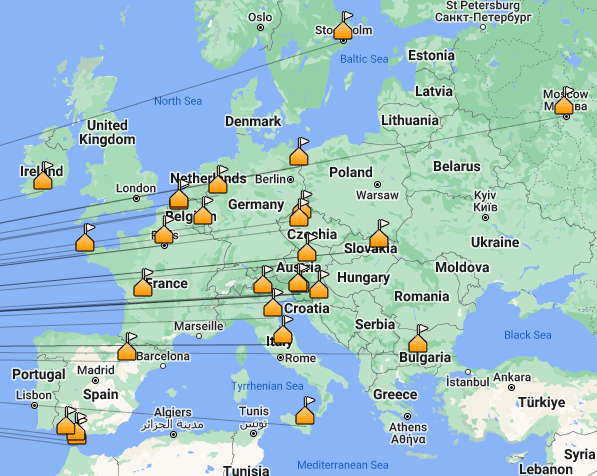 St Petersburg
Санкт-Петербург
Oslo
Stockholm
Estonia
Baltic Sea
Latvia
Moscow
Москва
North Sea
Denmark
Lithuania
United
Kingdom
Ireland
Netherlands
Berlin
Poland
Belarus
London
Warsaw
Germany
Kyiv
Київ
Belgium
Paris
Czechia
Slovakia
Ukraine
Austria
France
Hungary
Moldova
Croatia
Romania
Marseille
Serbia
Black Sea
Italy
Barcelona
Rome
Bulgaria
Portugal
Madrid
Spain
Lisbon
Tyrrhenian Sea
İstanbul
Ankara
Greece
Türkiye
Algiers
مدينة الجزائر
Tunis
تونس
Athens
Αθήνα
Syria
Mediterranean Sea
Tunisia
Lebanon